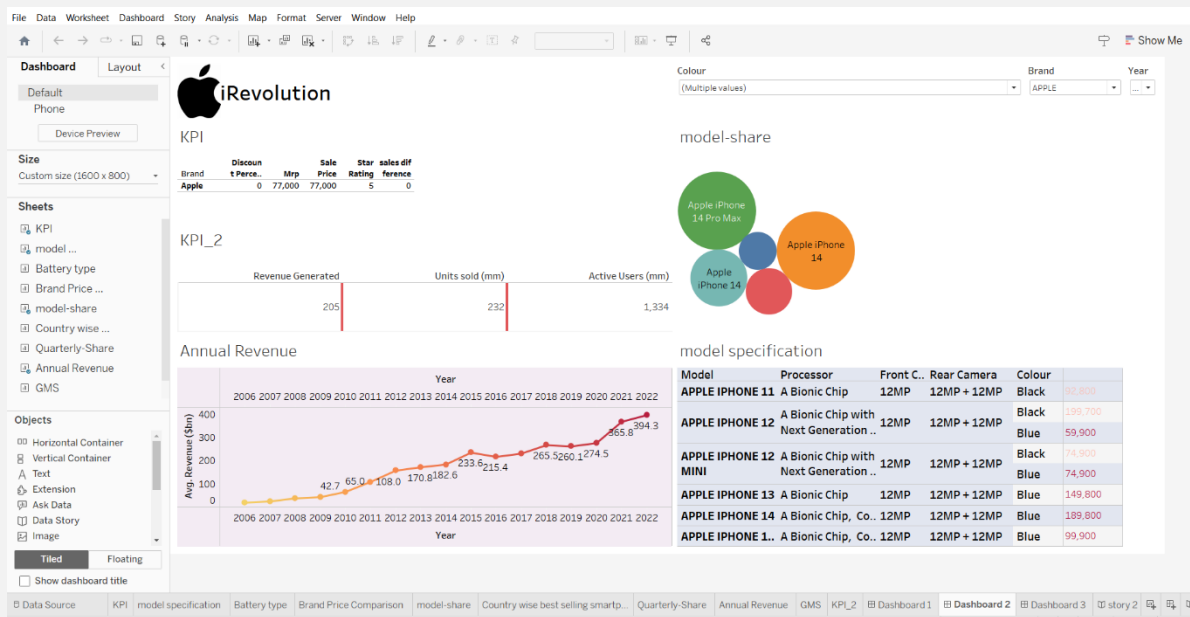 File Data Worksheet Dashboard Story Analysis Map Format Server Window Help
Show Me
Dashboard Layout
Default
Phone
Device Preview
Size
Custom size (1600 x 800)
Sheets
KPI
model ...
Battery type
Brand Price ...
model-share
Country wise ...
Quarterly-Share
Annual Revenue
GMS
Objects
Horizontal Container
Vertical Container
Text
Extension
Ask Data
Data Story
Image
Tiled Floating
Show dashboard title
iRevolution
Colour Brand Year
(Multiple values) APPLE ...
KPI
Discoun Sale Star sales dif
Brand t Perce.. Mrp Price Rating ference
Apple 0 77,000 77,000 5 0
KPI_2
Revenue Generated Units sold (mm) Active Users (mm)
205 232 1,334
model-share
Apple iPhone
14 Pro Max
Apple iPhone
14
Apple
iPhone 14
Annual Revenue
Year
2006 2007 2008 2009 2010 2011 2012 2013 2014 2015 2016 2017 2018 2019 2020 2021 2022
Avg. Revenue ($bn)
400
300
200
100
0
42.7 65.0 108.0 170.8 182.6 233.6 215.4 265.5 260.1 274.5 365.8 394.3
2006 2007 2008 2009 2010 2011 2012 2013 2014 2015 2016 2017 2018 2019 2020 2021 2022
Year
model specification
Model Processor Front C.. Rear Camera Colour
APPLE IPHONE 11 A Bionic Chip 12MP 12MP + 12MP Black 92,800
APPLE IPHONE 12 A Bionic Chip with Next Generation .. 12MP 12MP + 12MP Black 199,700
Blue 59,900
APPLE IPHONE 12 MINI A Bionic Chip with Next Generation .. 12MP 12MP + 12MP Black 74,900
Blue 74,900
APPLE IPHONE 13 A Bionic Chip 12MP 12MP + 12MP Blue 149,800
APPLE IPHONE 14 A Bionic Chip, Co.. 12MP 12MP + 12MP Blue 189,800
APPLE IPHONE 1.. A Bionic Chip, Co.. 12MP 12MP + 12MP Blue 99,900
Data Source KPI model specification Battery type Brand Price Comparison model-share Country wise best selling smartp... Quarterly-Share Annual Revenue GMS KPI_2 Dashboard 1 Dashboard 2 Dashboard 3 story 2